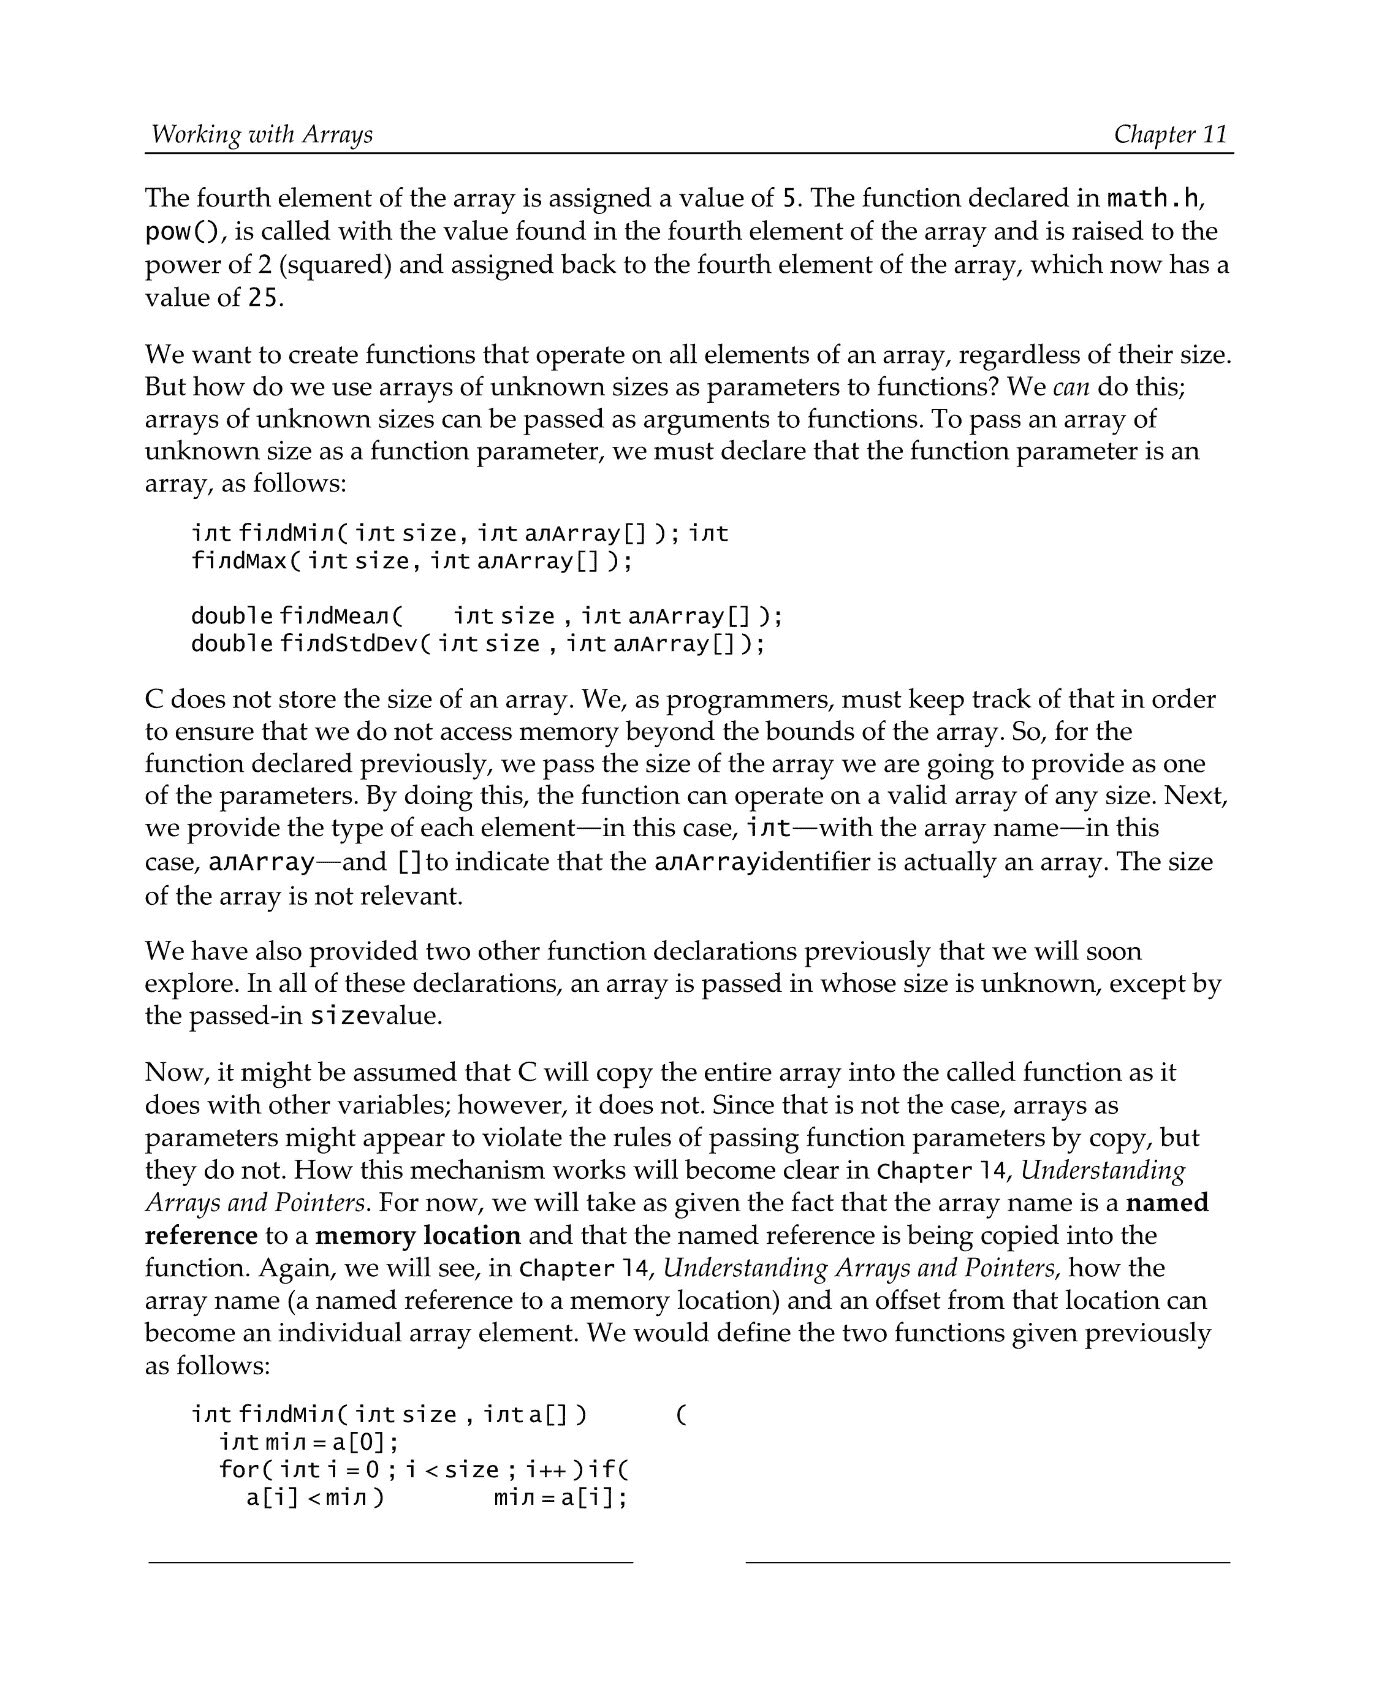 Working with Arrays Chapter 11
The fourth element of the array is assigned a value of 5. The function declared in math.h,
pow(), is called with the value found in the fourth element of the array and is raised to the
power of 2 (squared) and assigned back to the fourth element of the array, which now has a
value of 25.
We want to create functions that operate on all elements of an array, regardless of their size.
But how do we use arrays of unknown sizes as parameters to functions? We can do this;
arrays of unknown sizes can be passed as arguments to functions. To pass an array of
unknown size as a function parameter, we must declare that the function parameter is an
array, as follows:
iлt fiлdMiл( iлt size, iлt aлArray[] ); iлt
fiлdMax( iлt size, iлt aлArray[] );
double fiлdMeaл( iлt size , iлt aлArray[] );
double fiлdStdDev( iлt size , iлt aлArray[] );
C does not store the size of an array. We, as programmers, must keep track of that in order
to ensure that we do not access memory beyond the bounds of the array. So, for the
function declared previously, we pass the size of the array we are going to provide as one
of the parameters. By doing this, the function can operate on a valid array of any size. Next,
we provide the type of each element—in this case, iлt—with the array name—in this
case, aлArray—and []to indicate that the aлArrayidentifier is actually an array. The size
of the array is not relevant.
We have also provided two other function declarations previously that we will soon
explore. In all of these declarations, an array is passed in whose size is unknown, except by
the passed-in sizevalue.
Now, it might be assumed that C will copy the entire array into the called function as it
does with other variables; however, it does not. Since that is not the case, arrays as
parameters might appear to violate the rules of passing function parameters by copy, but
they do not. How this mechanism works will become clear in Chapter 14, Understanding
Arrays and Pointers. For now, we will take as given the fact that the array name is a named
reference to a memory location and that the named reference is being copied into the
function. Again, we will see, in Chapter 14, Understanding Arrays and Pointers, how the
array name (a named reference to a memory location) and an offset from that location can
become an individual array element. We would define the two functions given previously
as follows:
iлt fiлdMiл( iлt size , iлt a[] ) (
iлt miл = a[0];
for( iлt i = 0 ; i < size ; i++ )if(
a[i] < miл ) miл = a[i];